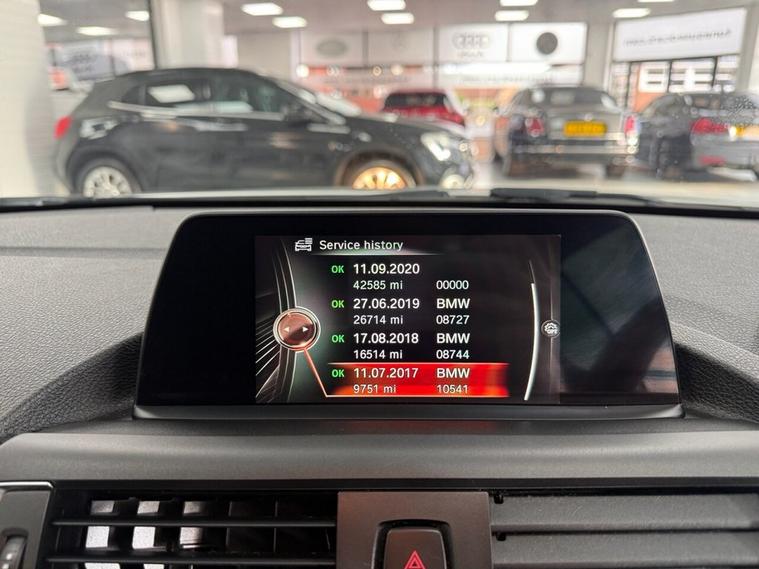 Service history
OK 11.09.2020
42585 mi 00000
OK 27.06.2019 BMW
26714 mi 08727
OK 17.08.2018 BMW
16514 mi 08744
OK 11.07.2017 BMW
9751 mi 10541